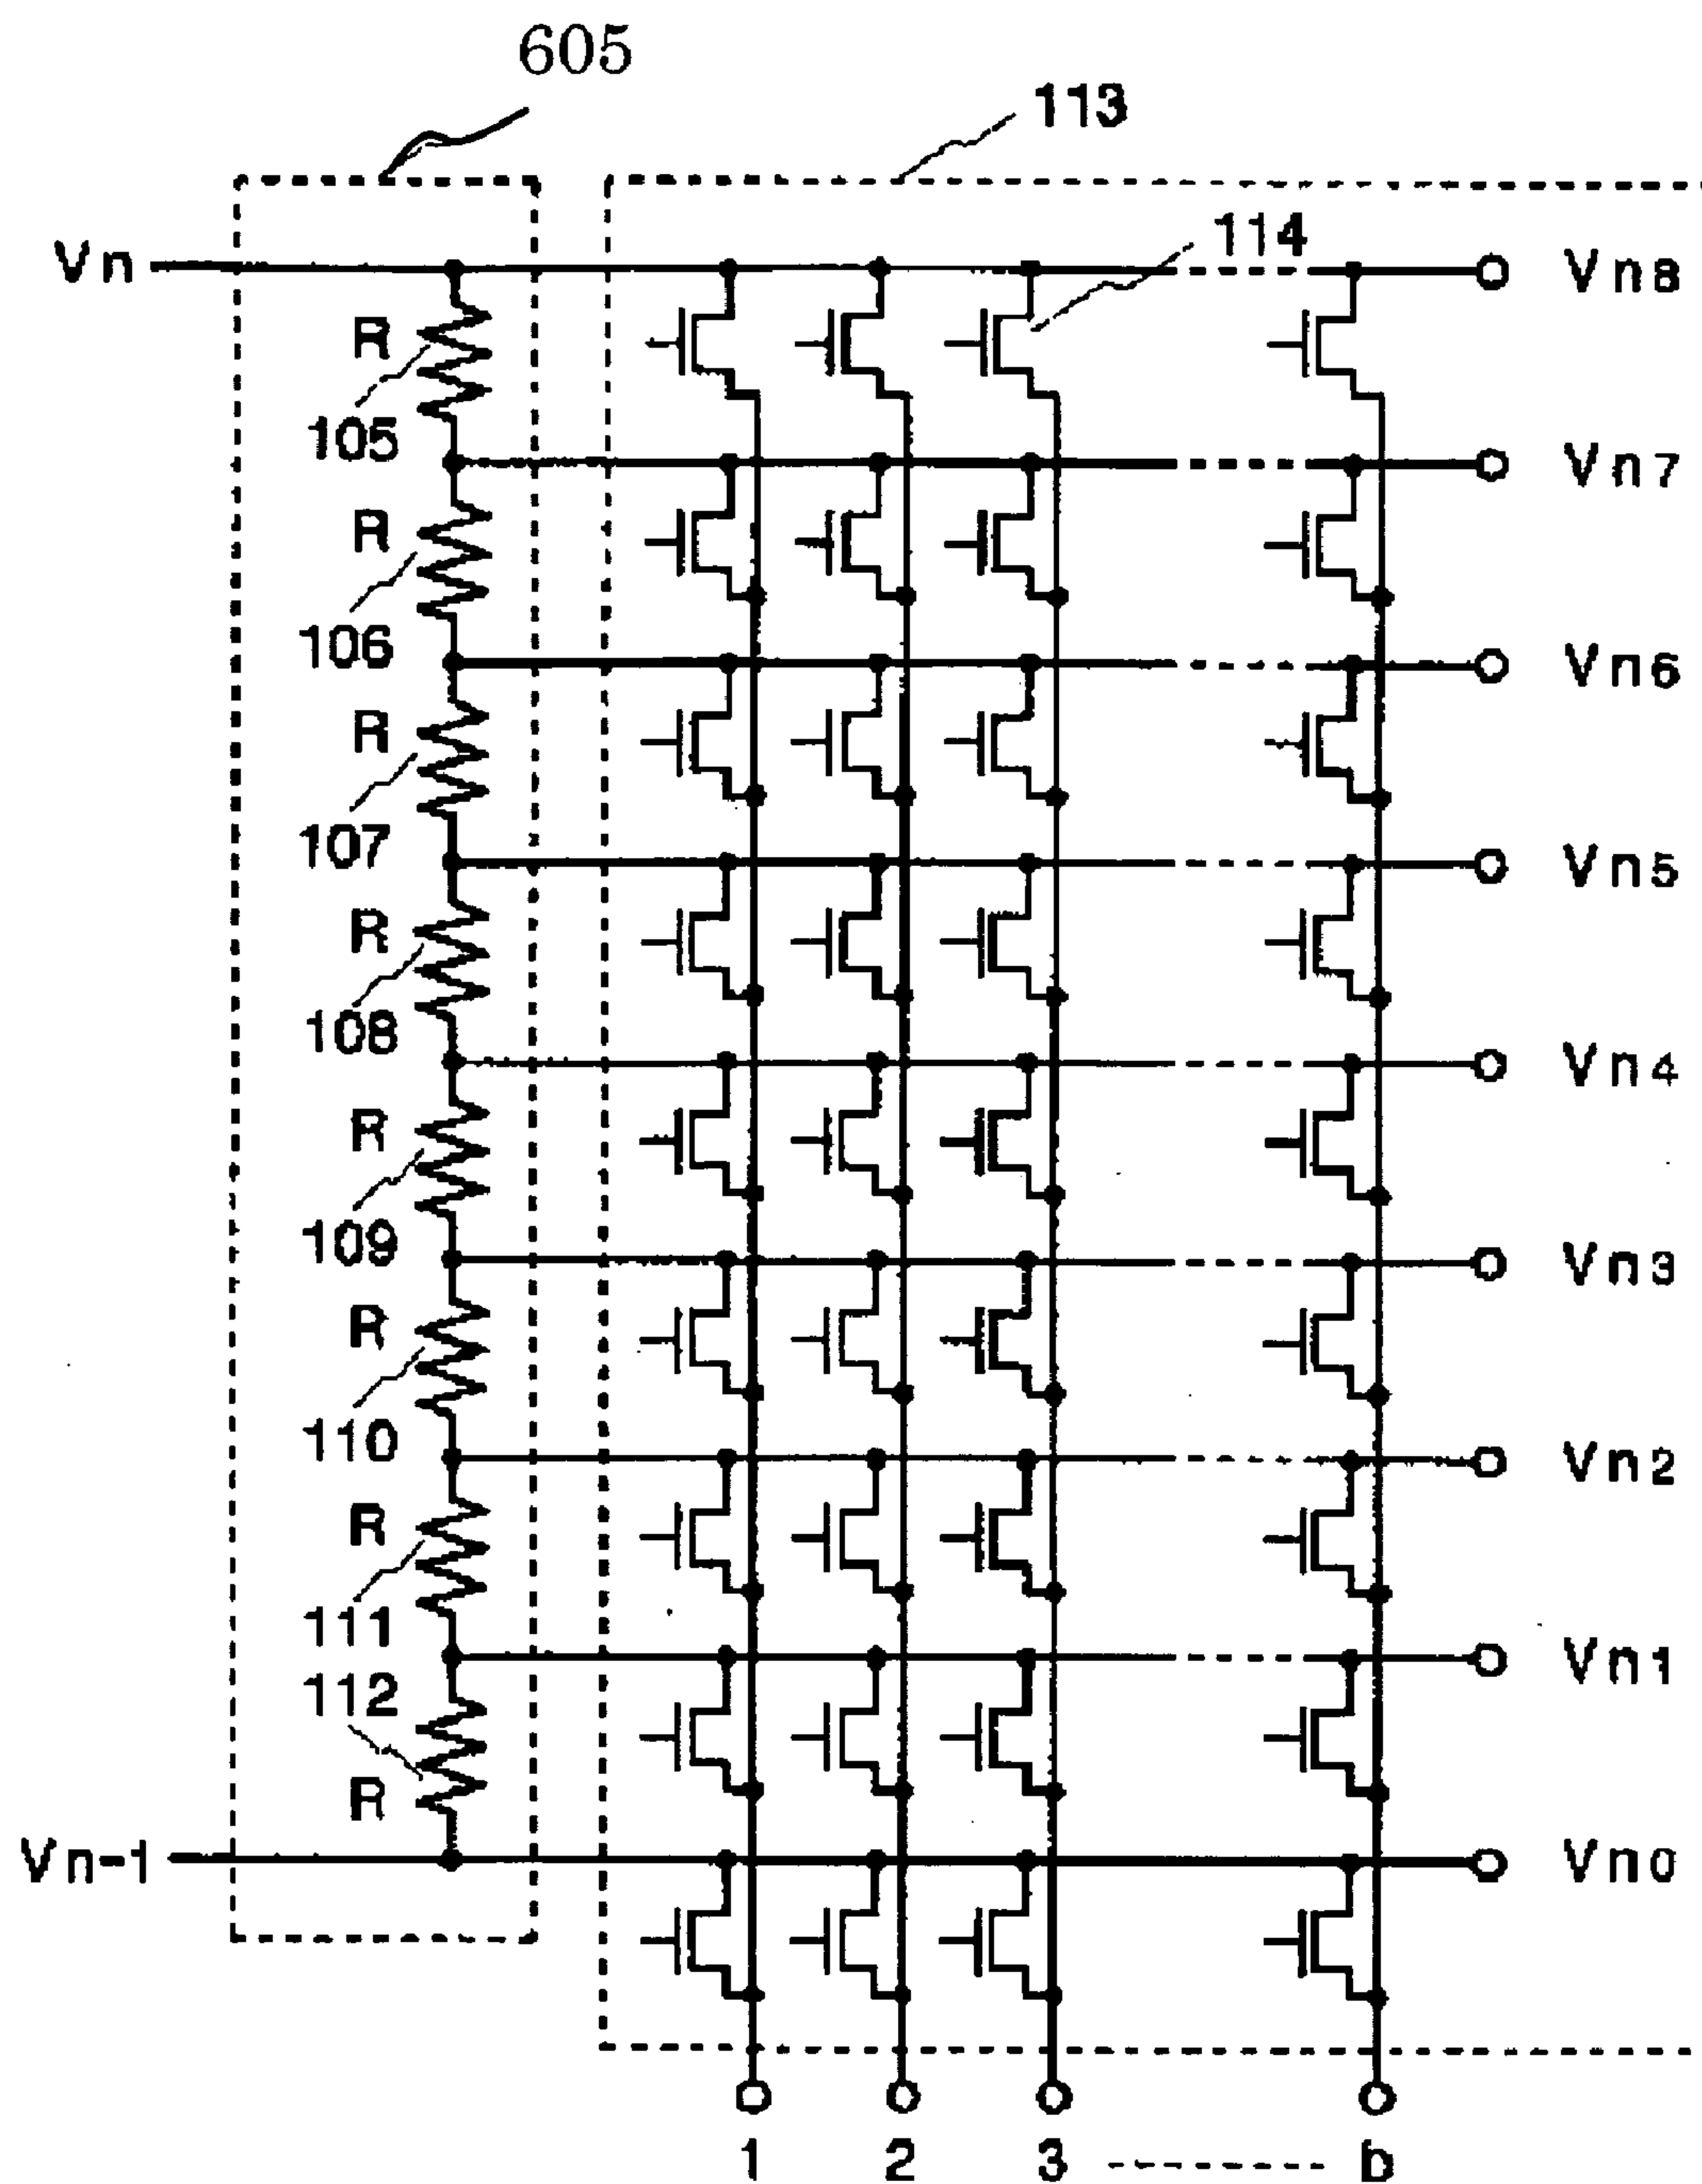 605
113
114
Vn
Vn8
R
105
Vn7
R
106
Vn6
R
107
Vn5
R
108
Vn4
R
109
Vn3
R
110
Vn2
R
111
Vn1
112
R
Vn-1
Vn0
1 2 3 ------ b